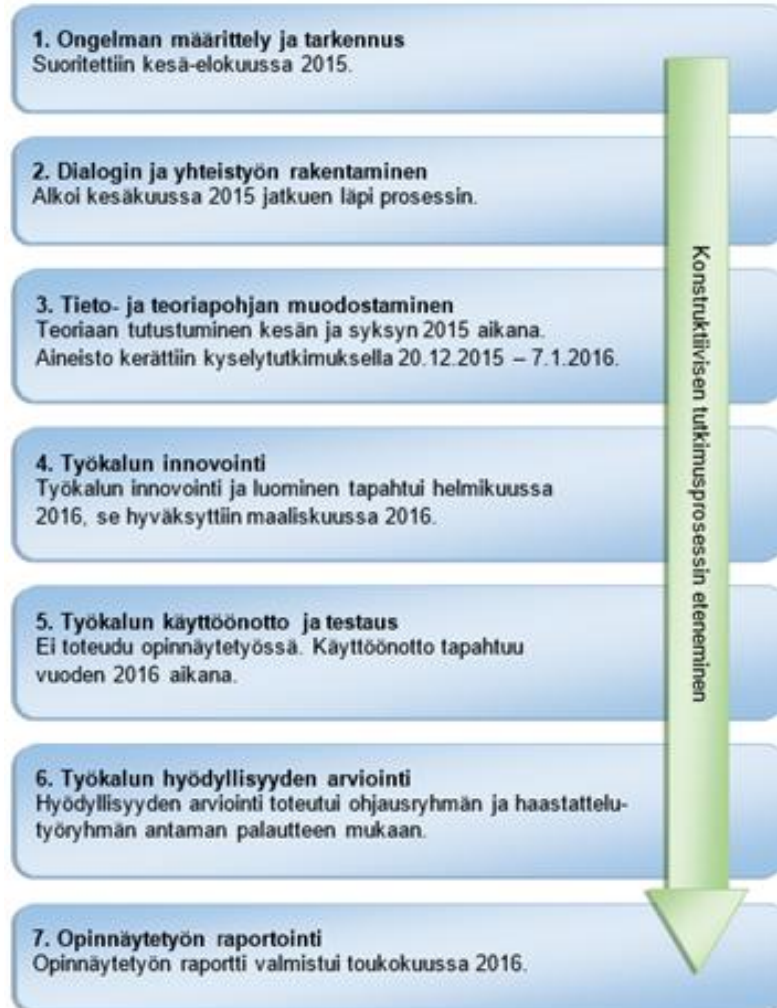 1. Ongelman määrittely ja tarkennus
Suoritettiin kesä-elokuussa 2015.
2. Dialogin ja yhteistyön rakentaminen
Alkoi kesäkuussa 2015 jatkuen läpi prosessin.
3. Tieto- ja teoriapohjan muodostaminen
Teoriaan tutustuminen kesän ja syksyn 2015 aikana.
Aineisto kerättiin kyselytutkimuksella 20.12.2015 – 7.1.2016.
4. Työkalun innovointi
Työkalun innovointi ja luominen tapahtui helmikuussa
2016, se hyväksyttiin maaliskuussa 2016.
5. Työkalun käyttöönotto ja testaus
Ei toteudu opinnäytetyössä. Käyttöönotto tapahtuu
vuoden 2016 aikana.
6. Työkalun hyödyllisyyden arviointi
Hyödyllisyyden arviointi toteutui ohjausryhmän ja haastattelu-
työryhmän antaman palautteen mukaan.
7. Opinnäytetyön raportointi
Opinnäytetyön raportti valmistui toukokuussa 2016.
Konstruktiivisen tutkimusprosessin eteneminen